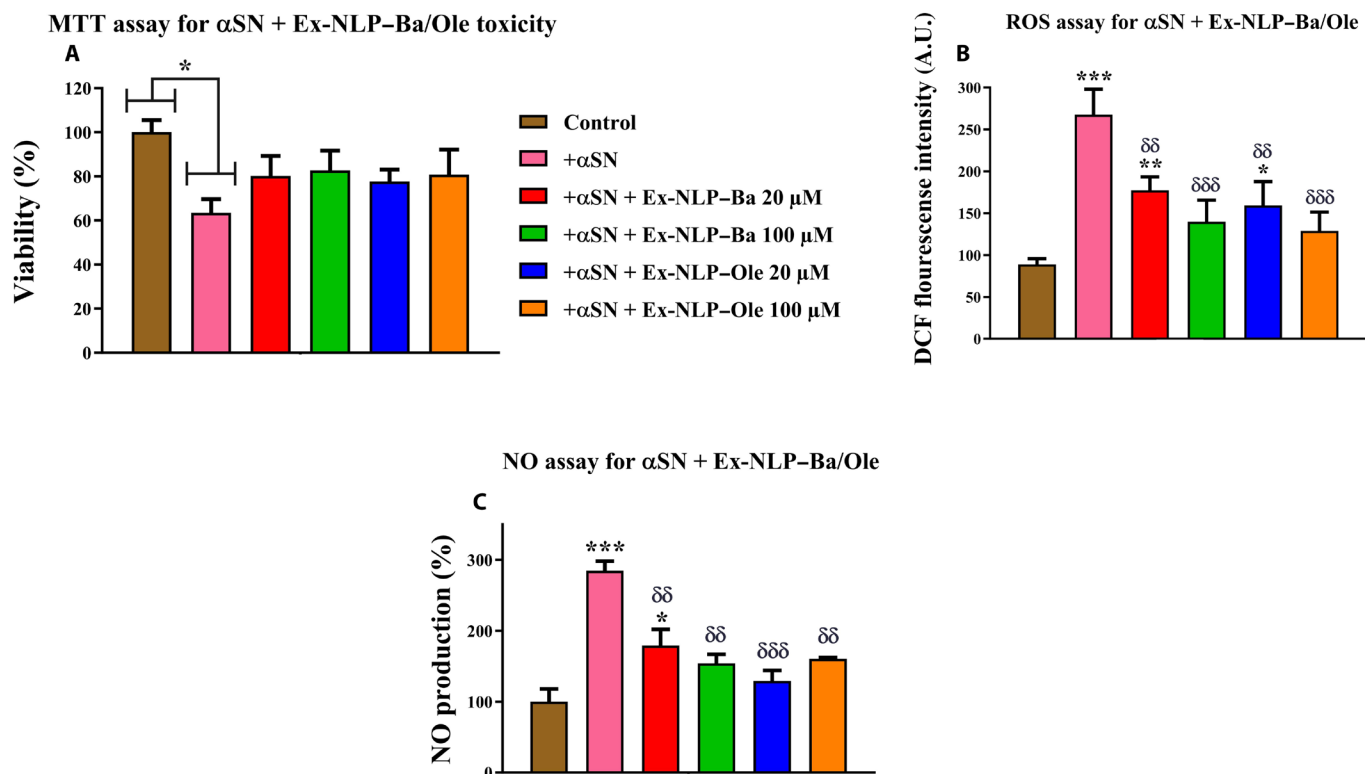 MTT assay for αSN + Ex-NLP–Ba/Ole toxicity
A
*
Viability (%)
120
100
80
60
40
20
0
Control
+αSN
+αSN + Ex-NLP–Ba 20 μM
+αSN + Ex-NLP–Ba 100 μM
+αSN + Ex-NLP–Ole 20 μM
+αSN + Ex-NLP–Ole 100 μM
ROS assay for αSN + Ex-NLP–Ba/Ole
B
DCF flourescense intensity (A.U.)
300
250
200
150
100
50
0
***
δδ
**
δδδ
δδ
*
δδδ
NO assay for αSN + Ex-NLP–Ba/Ole
C
NO production (%)
300
200
100
0
***
δδ
*
δδ
δδδ
δδ